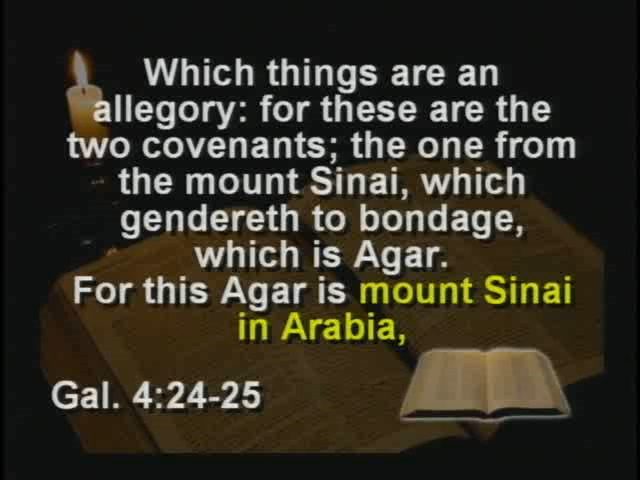 Which things are an
allegory: for these are the
two covenants; the one from
the mount Sinai, which
gendereth to bondage,
which is Agar.
For this Agar is mount Sinai
in Arabia,
Gal. 4:24-25